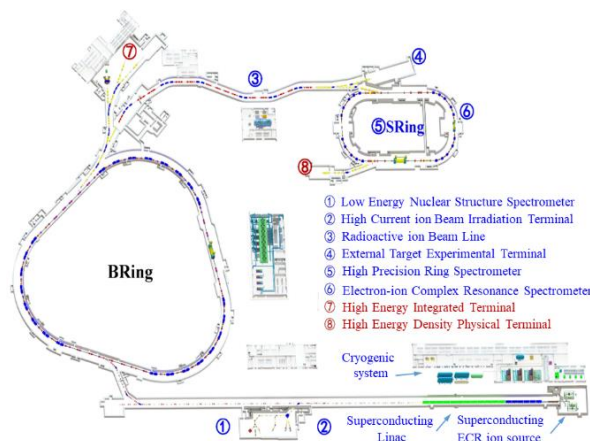 ⑦
③
④
⑤SRing
⑥
⑧
BRing
① Low Energy Nuclear Structure Spectrometer
② High Current ion Beam Irradiation Terminal
③ Radioactive ion Beam Line
④ External Target Experimental Terminal
⑤ High Precision Ring Spectrometer
⑥ Electron-ion Complex Resonance Spectrometer
⑦ High Energy Integrated Terminal
⑧ High Energy Density Physical Terminal
Cryogenic
system
①
②
Superconducting
Linac
Superconducting
ECR ion source